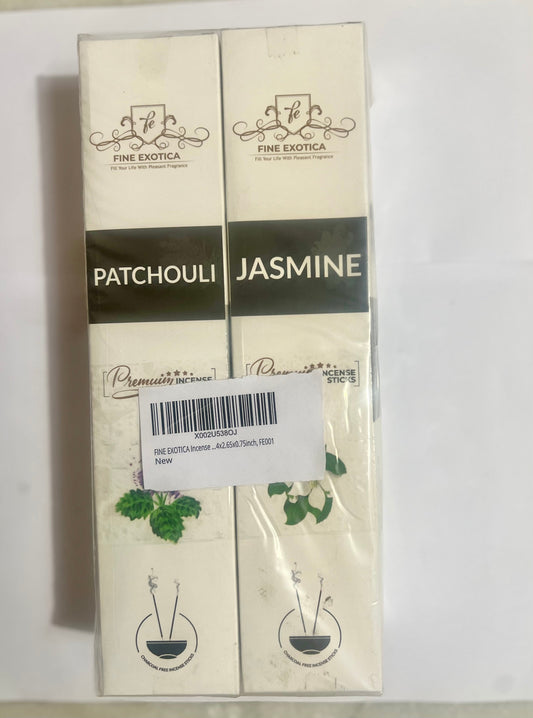 fe
FINE EXOTICA
Fill Your Life With Pleasant Fragrance
PATCHOULI
Premium INCENSE
CHARCOAL FREE INCENSE STICKS
fe
FINE EXOTICA
Fill Your Life With Pleasant Fragrance
JASMINE
INCENSE
STICKS
CHARCOAL FREE INCENSE STICKS
X002U538OJ
FINE EXOTICA Incense ...4x2.65x0.75inch, FE001
New